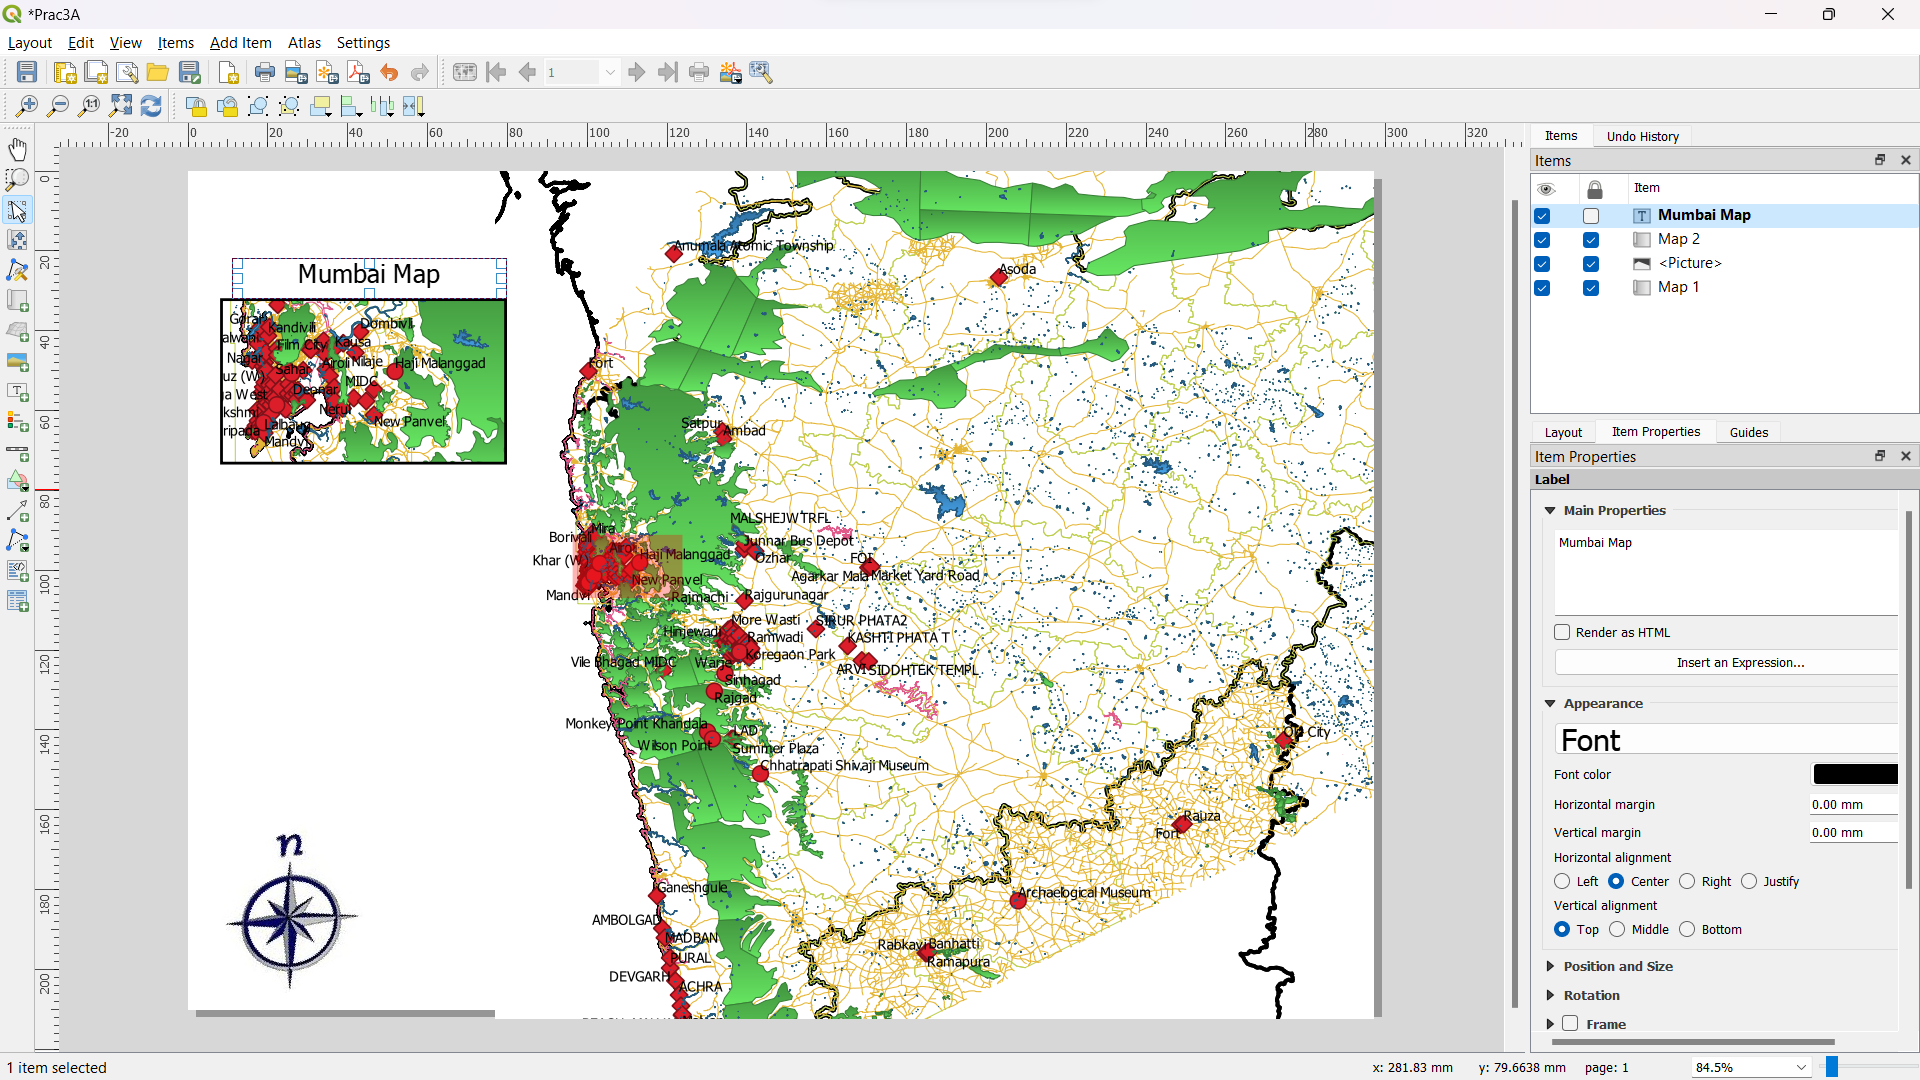 *Prac3A
Layout Edit View Items Add Item Atlas Settings
1
-20 0 20 40 60 80 100 120 140 160 180 200 220 240 260 280 300 320
0
20
40
60
80
100
120
140
160
180
200
Mumbai Map
Kandivili
Dombivli
Film City
Kausa
Nagar
Airoli
Nilaje
Haji Malanggad
uz (W)
Sahar
MIDC
a West
Deonar
kshmi
Nerul
New Panvel
ripada
Lalbaug
Mandvi
Anumala Atomic Township
Asoda
Fort
Satpur
Ambad
MALSHEJWTRFL
Mira
Borivali
Junnar Bus Depot
Airoli
Haji Malanggad
Ozhar
FOI
Khar (W)
New Panvel
Agarkar Mala
Market Yard Road
Mandvi
Rajmachi
Rajgurunagar
More Wasti
SIRUR PHATA2
Hinjewadi
Ramwadi
KASHTI PHATA T
Koregaon Park
Vile Bhagad MIDC
Warje
ARVI
SIDDHTEK TEMPL
Sinhagad
Rajgad
Monkey Point Khandala
LAD
Old City
Wilson Point
Summer Plaza
Chhatrapati Shivaji Museum
Rauza
Fort
Ganeshgule
Archaelogical Museum
AMBOLGAD
MADBAN
Rabkavi Banhatti
PURAL
Ramapura
DEVGARH
ACHRA
n
Items Undo History
Items
Item
Mumbai Map
Map 2
<Picture>
Map 1
Layout Item Properties Guides
Item Properties
Label
Main Properties
Mumbai Map
Render as HTML
Insert an Expression...
Appearance
Font
Font color
Horizontal margin 0.00 mm
Vertical margin 0.00 mm
Horizontal alignment
Left Center Right Justify
Vertical alignment
Top Middle Bottom
Position and Size
Rotation
Frame
1 item selected
x: 281.83 mm y: 79.6638 mm page: 1 84.5%